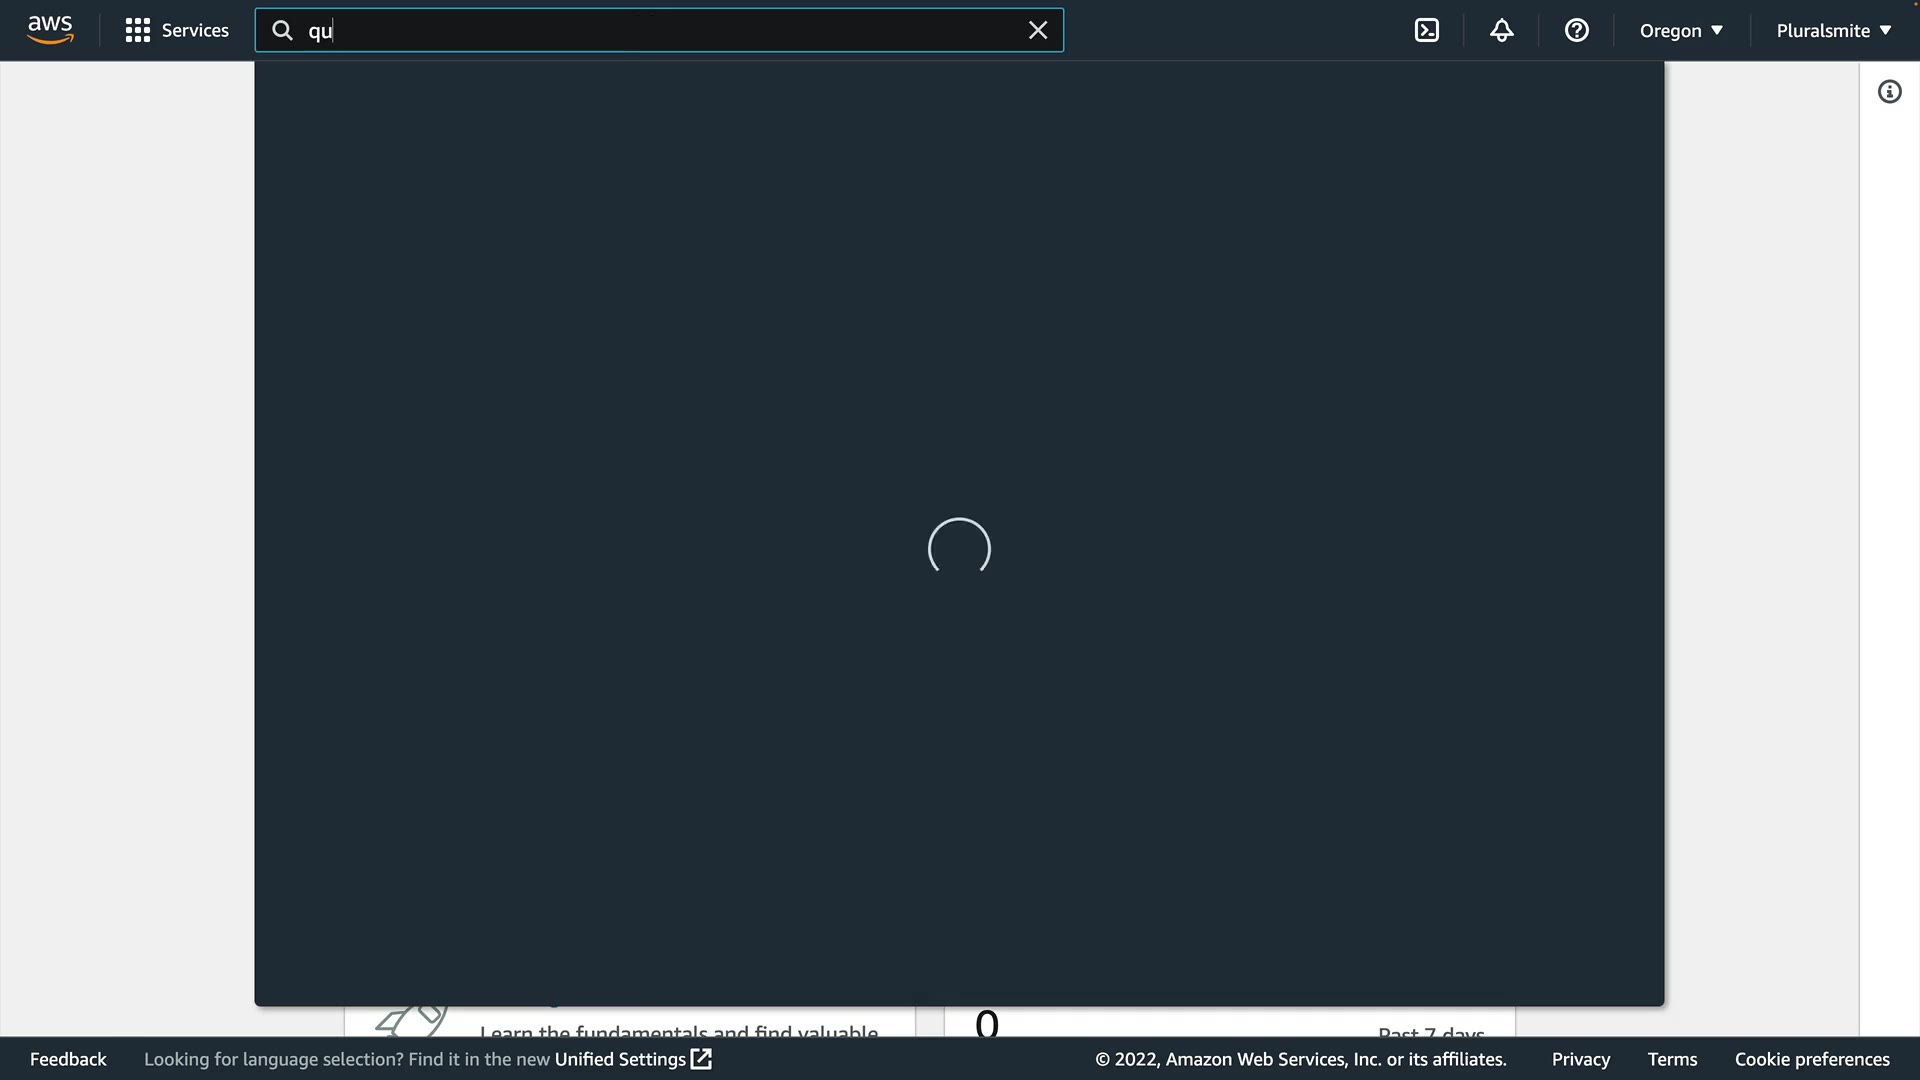 aws Services qu Oregon Pluralsmite
Learn the fundamentals and find valuable
0 Past 7 days
Feedback Looking for language selection? Find it in the new Unified Settings © 2022, Amazon Web Services, Inc. or its affiliates. Privacy Terms Cookie preferences